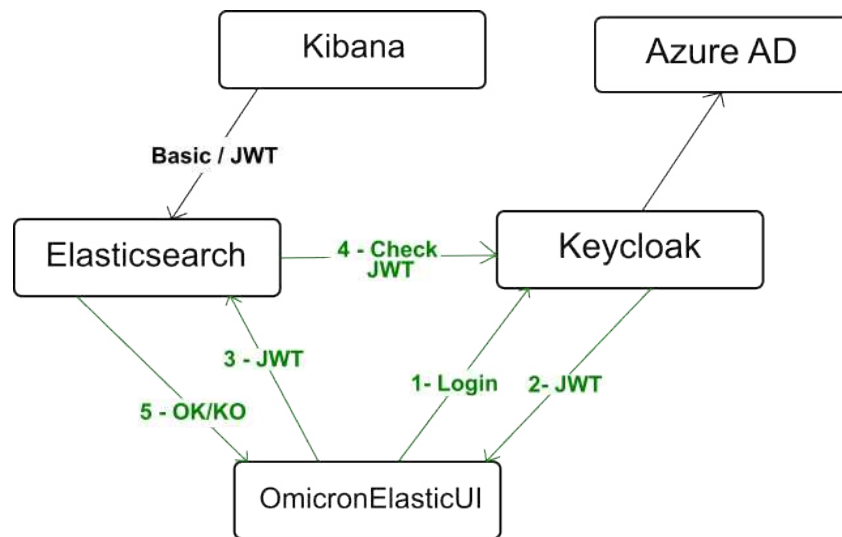 Kibana
Azure AD
Basic / JWT
Elasticsearch
4 - Check
JWT
Keycloak
3 - JWT
1- Login
2- JWT
5 - OK/KO
OmicronElasticUI